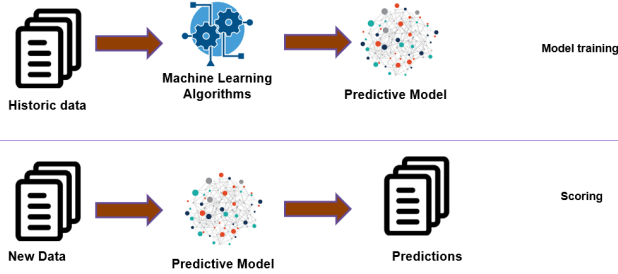 Historic data
Machine Learning
Algorithms
Predictive Model
Model training
New Data
Predictive Model
Predictions
Scoring